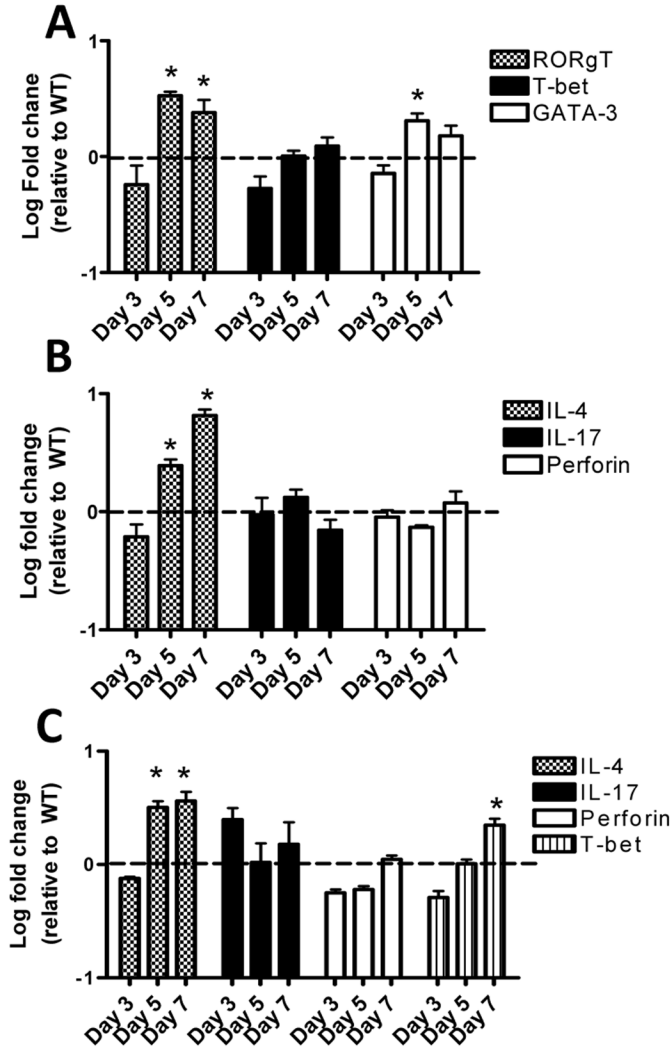 A
Log Fold chane
(relative to WT)
1
0
-1
* * *
RORgT
T-bet
GATA-3
Day 3 Day 5 Day 7 Day 3 Day 5 Day 7 Day 3 Day 5 Day 7
B
Log fold change
(relative to WT)
1
0
-1
* *
IL-4
IL-17
Perforin
Day 3 Day 5 Day 7 Day 3 Day 5 Day 7 Day 3 Day 5 Day 7
C
Log fold change
(relative to WT)
1
0
-1
* * *
IL-4
IL-17
Perforin
T-bet
Day 3 Day 5 Day 7 Day 3 Day 5 Day 7 Day 3 Day 5 Day 7 Day 3 Day 5 Day 7